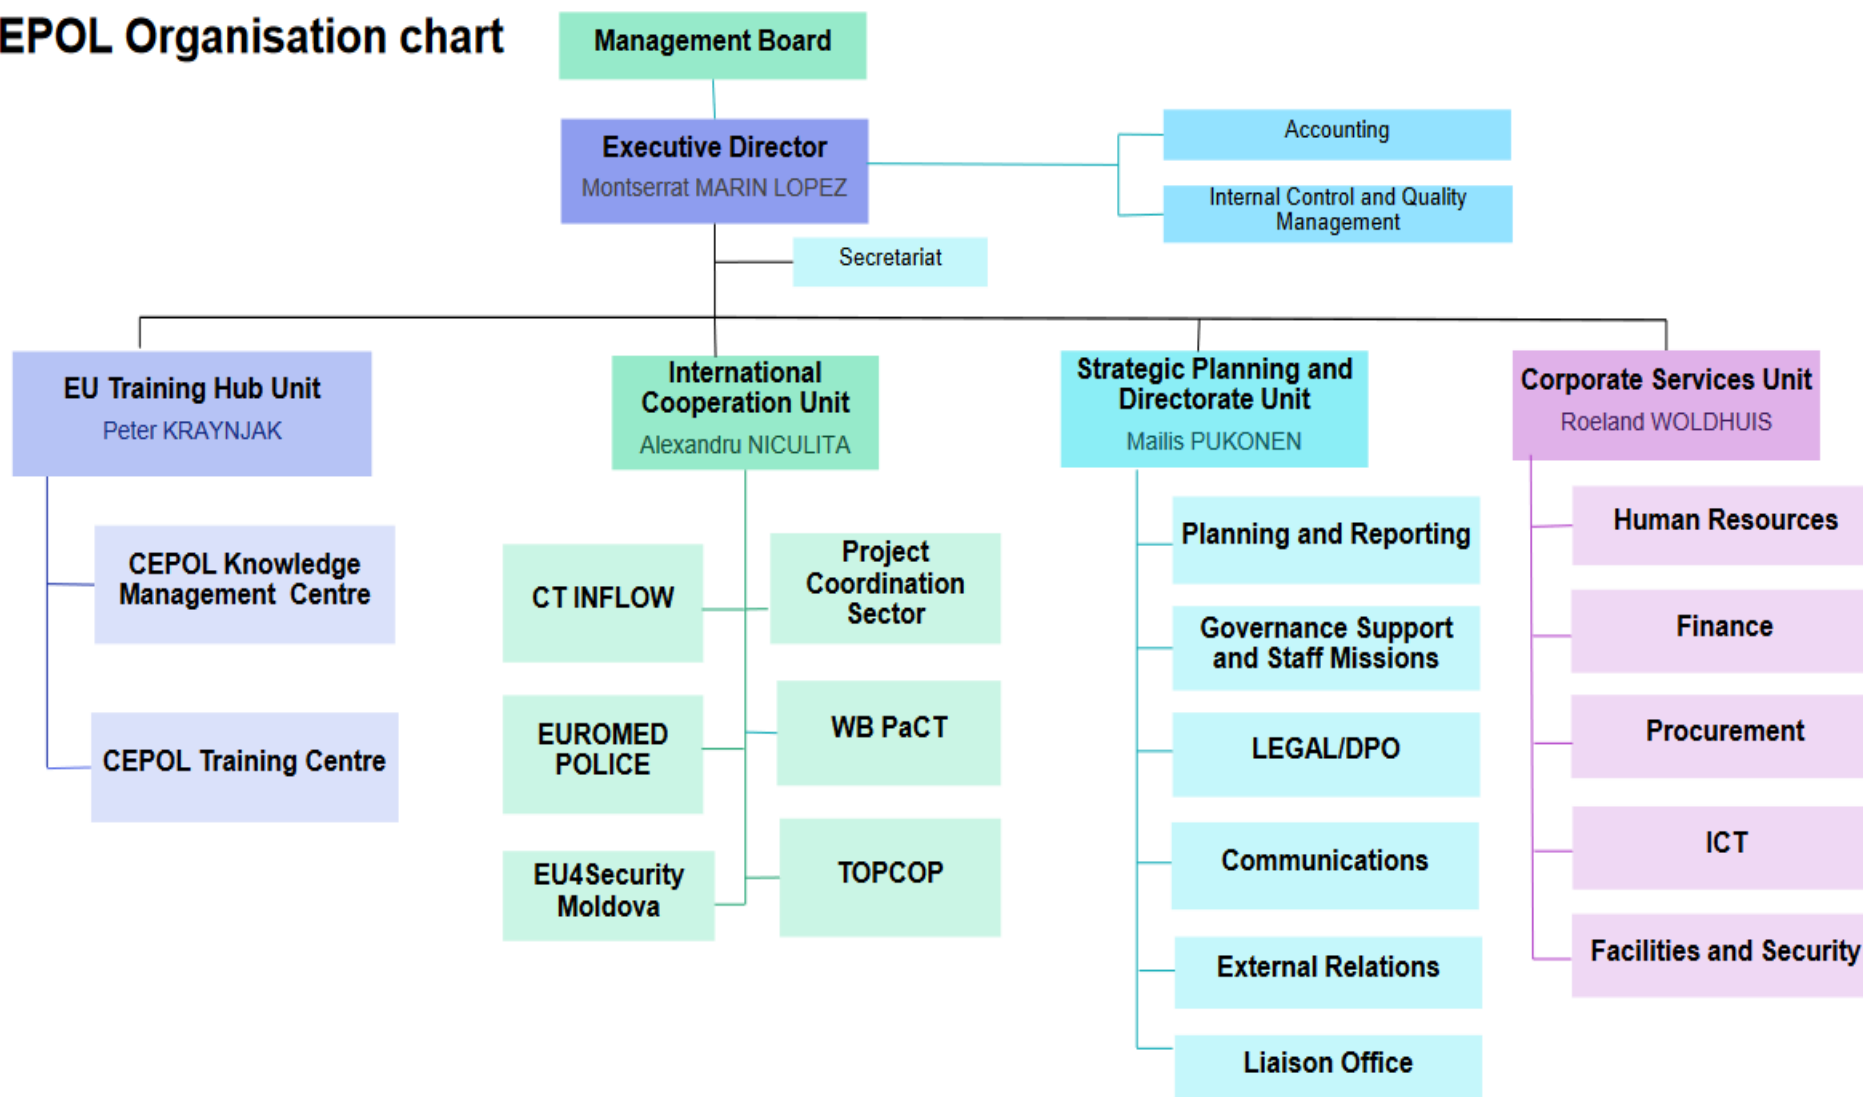 EPOL Organisation chart
Management Board
Executive Director
Montserrat MARIN LOPEZ
Accounting
Internal Control and Quality
Management
Secretariat
EU Training Hub Unit
Peter KRAYNJAK
International
Cooperation Unit
Alexandru NICULITA
Strategic Planning and
Directorate Unit
Mailis PUKONEN
Corporate Services Unit
Roeland WOLDHUIS
CEPOL Knowledge
Management Centre
CEPOL Training Centre
CT INFLOW
Project
Coordination
Sector
EUROMED
POLICE
WB PaCT
EU4Security
Moldova
TOPCOP
Planning and Reporting
Governance Support
and Staff Missions
LEGAL/DPO
Communications
External Relations
Liaison Office
Human Resources
Finance
Procurement
ICT
Facilities and Security